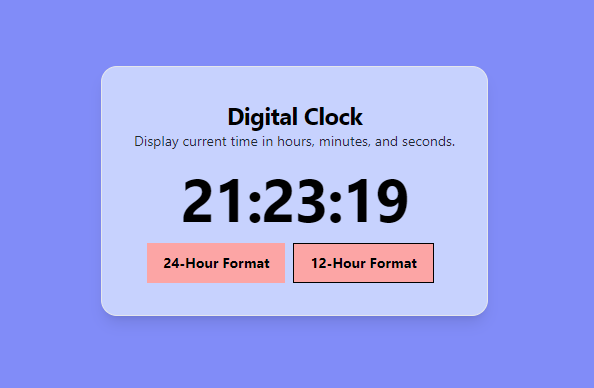 Digital Clock
Display current time in hours, minutes, and seconds.
21:23:19
24-Hour Format
12-Hour Format